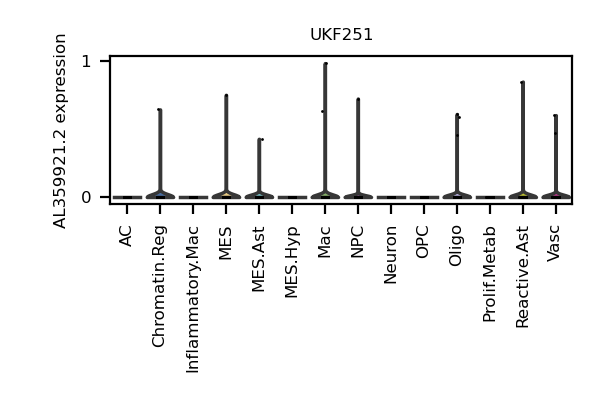 UKF251
AL359921.2 expression
1
0
AC
Chromatin.Reg
Inflammatory.Mac
MES
MES.Ast
MES.Hyp
Mac
NPC
Neuron
OPC
Oligo
Prolif.Metab
Reactive.Ast
Vasc